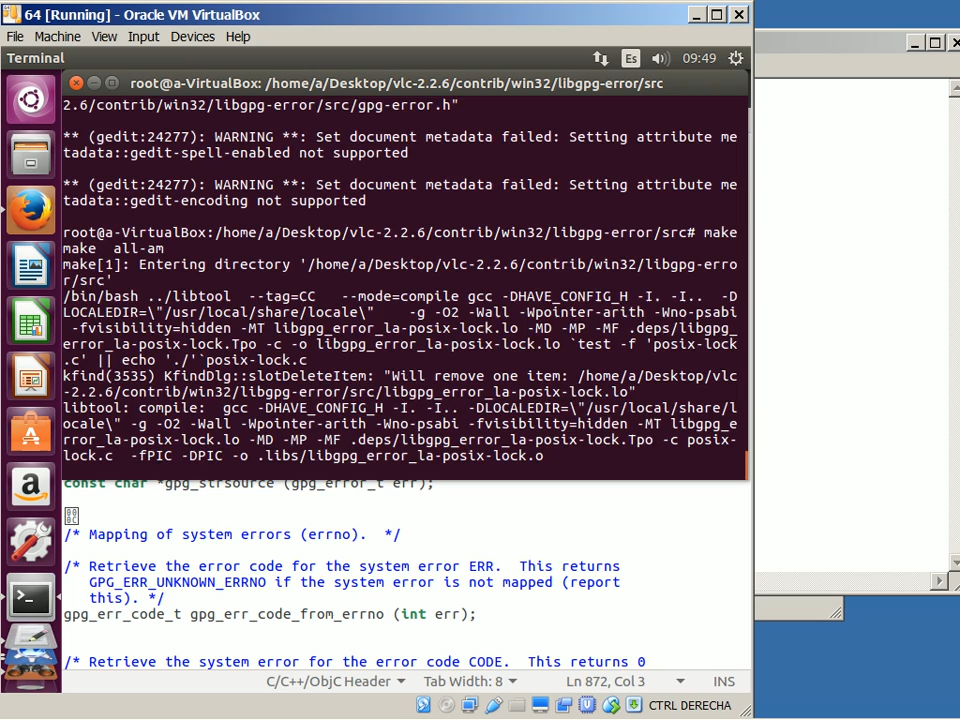 64 [Running] - Oracle VM VirtualBox
File Machine View Input Devices Help
Terminal Es 09:49
root@a-VirtualBox: /home/a/Desktop/vlc-2.2.6/contrib/win32/libgpg-error/src
2.6/contrib/win32/libgpg-error/src/gpg-error.h"
** (gedit:24277): WARNING **: Set document metadata failed: Setting attribute me
tadata::gedit-spell-enabled not supported
** (gedit:24277): WARNING **: Set document metadata failed: Setting attribute me
tadata::gedit-encoding not supported
root@a-VirtualBox:/home/a/Desktop/vlc-2.2.6/contrib/win32/libgpg-error/src# make
make  all-am
make[1]: Entering directory '/home/a/Desktop/vlc-2.2.6/contrib/win32/libgpg-erro
r/src'
/bin/bash ../libtool  --tag=CC   --mode=compile gcc -DHAVE_CONFIG_H -I. -I..  -D
LOCALEDIR=\"/usr/local/share/locale\"    -g -O2 -Wall -Wpointer-arith -Wno-psabi
 -fvisibility=hidden -MT libgpg_error_la-posix-lock.lo -MD -MP -MF .deps/libgpg_
error_la-posix-lock.Tpo -c -o libgpg_error_la-posix-lock.lo `test -f 'posix-lock
.c' || echo './'`posix-lock.c
kfind(3535) KfindDlg::slotDeleteItem: "Will remove one item: /home/a/Desktop/vlc
-2.2.6/contrib/win32/libgpg-error/src/libgpg_error_la-posix-lock.lo"
libtool: compile:  gcc -DHAVE_CONFIG_H -I. -I.. -DLOCALEDIR=\"/usr/local/share/l
ocale\" -g -O2 -Wall -Wpointer-arith -Wno-psabi -fvisibility=hidden -MT libgpg_e
rror_la-posix-lock.lo -MD -MP -MF .deps/libgpg_error_la-posix-lock.Tpo -c posix-
lock.c  -fPIC -DPIC -o .libs/libgpg_error_la-posix-lock.o
const char *gpg_strsource (gpg_error_t err);
/* Mapping of system errors (errno).  */
/* Retrieve the error code for the system error ERR.  This returns
GPG_ERR_UNKNOWN_ERRNO if the system error is not mapped (report
this). */
gpg_err_code_t gpg_err_code_from_errno (int err);
/* Retrieve the system error for the error code CODE.  This returns 0
C/C++/ObjC Header Tab Width: 8 Ln 872, Col 3 INS
CTRL DERECHA